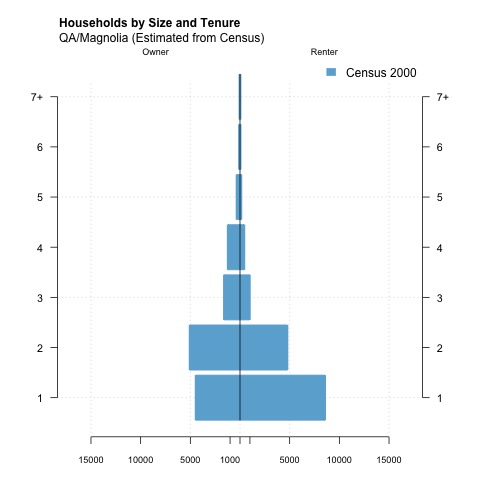 Households by Size and Tenure
QA/Magnolia (Estimated from Census)
Owner Renter
Census 2000
7+ 7+
6 6
5 5
4 4
3 3
2 2
1 1
15000 10000 5000 1000 5000 10000 15000